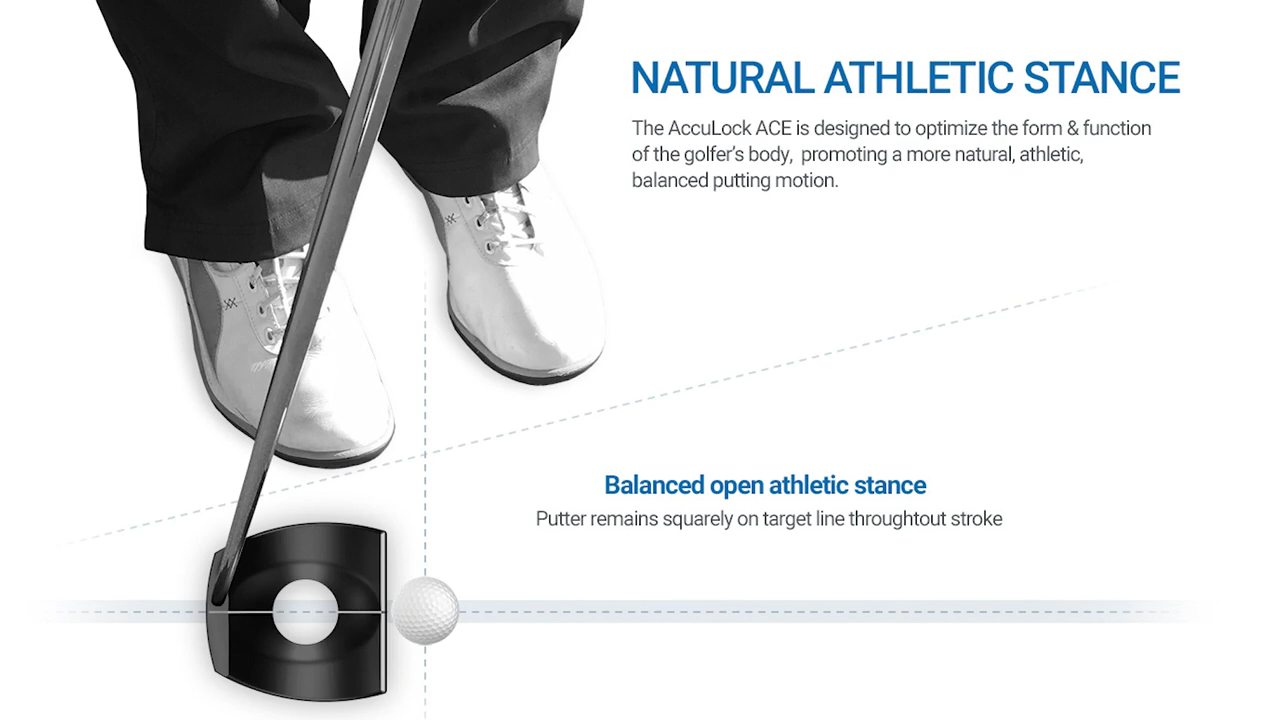 NATURAL ATHLETIC STANCE
The AccuLock ACE is designed to optimize the form & function
of the golfer's body, promoting a more natural, athletic,
balanced putting motion.
Balanced open athletic stance
Putter remains squarely on target line throughtout stroke